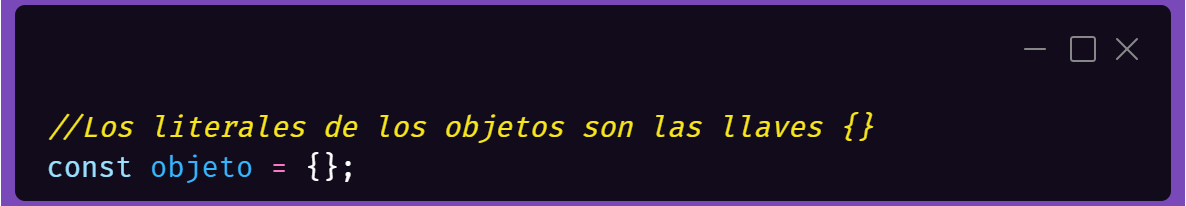 //Los literales de los objetos son las llaves {}
const objeto = {};